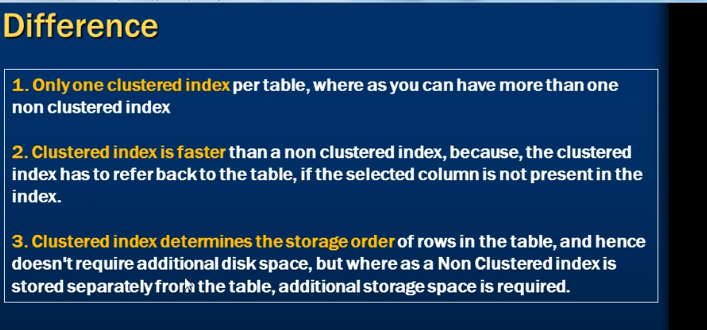 Difference
1. Only one clustered index per table, where as you can have more than one
non clustered index
2. Clustered index is faster than a non clustered index, because, the clustered
index has to refer back to the table, if the selected column is not present in the
index.
3. Clustered index determines the storage order of rows in the table, and hence
doesn't require additional disk space, but where as a Non Clustered index is
stored separately from the table, additional storage space is required.